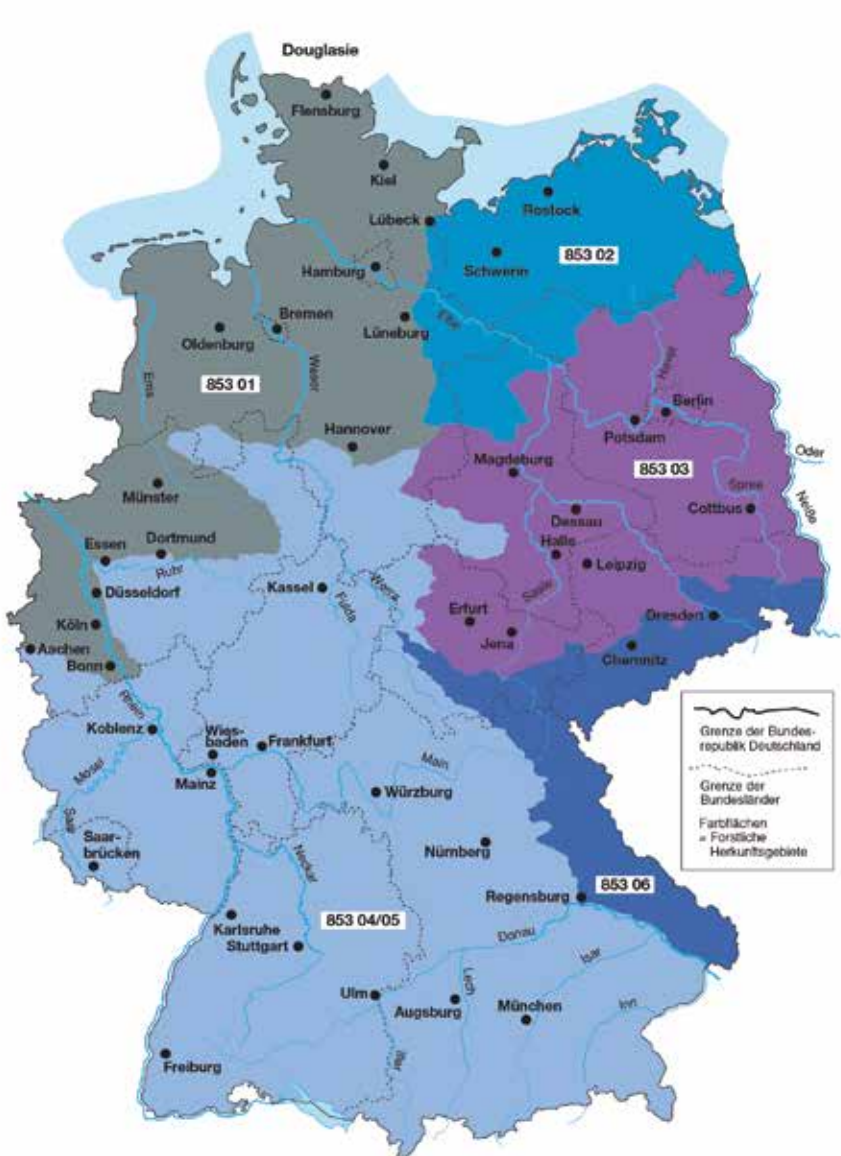 Douglasie
Flensburg
Kiel
Lübeck
Rostock
853 02
Schwerin
Hamburg
Elbe
Bremen
Lüneburg
Oldenburg
Ems
Weser
853 01
Havel
Berlin
Potsdam
Hannover
Magdeburg
853 03
Oder
Münster
Spree
Neiße
Dessau
Cottbus
Dortmund
Essen
Halle
Leipzig
Ruhr
Kassel
Fulda
Werra
Saale
Düsseldorf
Erfurt
Dresden
Köln
Jena
Chemnitz
Aachen
Bonn
Rhein
Koblenz
Wies-
baden
Frankfurt
Main
Mosel
Mainz
Würzburg
Saar
Saar-
brücken
Neckar
Nürnberg
853 06
Regensburg
Karlsruhe
853 04/05
Stuttgart
Donau
Isar
Ulm
Lech
Augsburg
München
Inn
Iller
Freiburg
Grenze der Bundes-
republik Deutschland
Grenze der
Bundesländer
Farbflächen
= Forstliche
Herkunftsgebiete